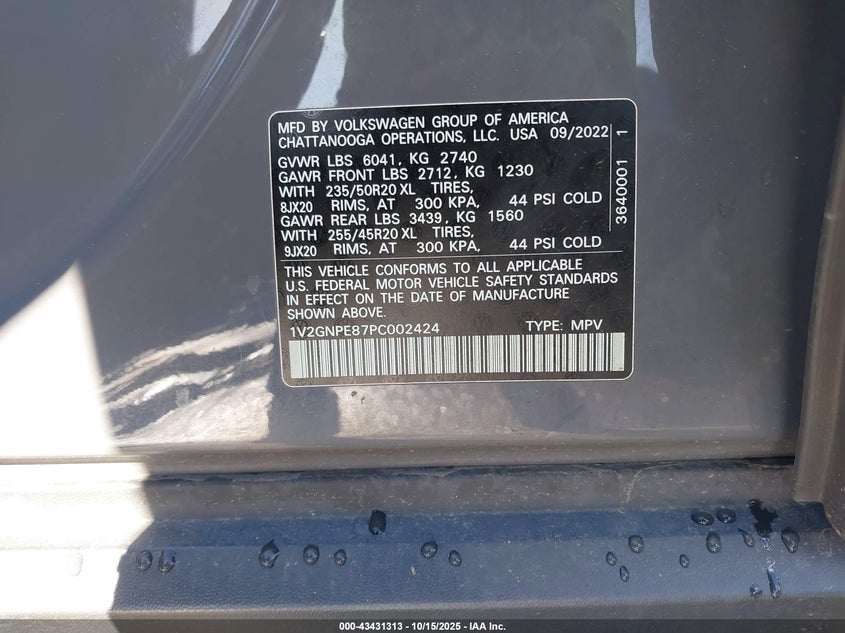 MFD BY VOLKSWAGEN GROUP OF AMERICA
CHATTANOOGA OPERATIONS, LLC. USA 09/2022
GVWR LBS 6041, KG 2740
GAWR FRONT LBS 2712, KG 1230
WITH 235/50R20 XL TIRES,
8JX20 RIMS, AT 300 KPA, 44 PSI COLD
GAWR REAR LBS 3439, KG 1560
WITH 255/45R20 XL TIRES,
9JX20 RIMS, AT 300 KPA, 44 PSI COLD
3640001 1
THIS VEHICLE CONFORMS TO ALL APPLICABLE
U.S. FEDERAL MOTOR VEHICLE SAFETY STANDARDS
IN EFFECT ON THE DATE OF MANUFACTURE
SHOWN ABOVE.
1V2GNPE87PC002424 TYPE: MPV
000-43431313 - 10/15/2025 - IAA Inc.